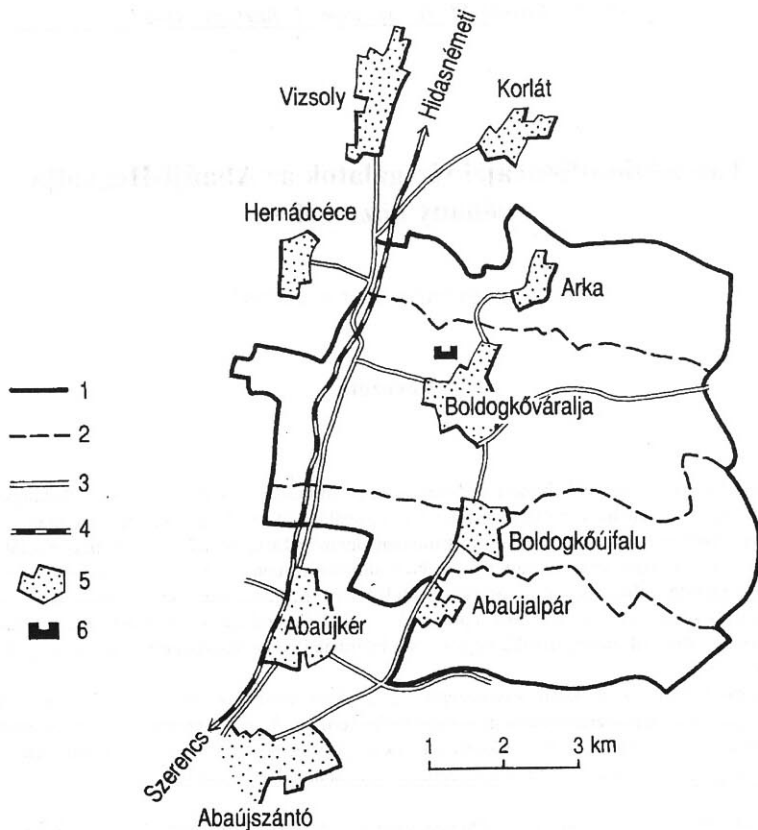 Vizsoly
Hidasnémeti
Korlát
Hernádcéce
Arka
1
Boldogkőváralja
2
3
4
Boldogkőújfalu
5
Abaújalpár
6
Abaújkér
Szerencs
1 2 3 km
Abaújszántó